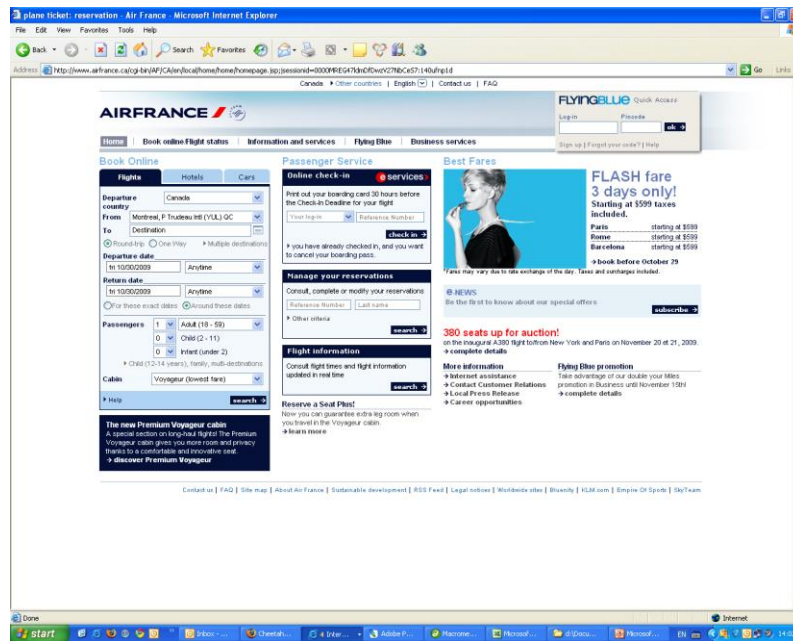 plane ticket: reservation - Air France - Microsoft Internet Explorer
File Edit View Favorites Tools Help
Back Search Favorites
Address Go Links
Canada Other countries | English | Contact us | FAQ
AIRFRANCE
FLYINGBLUE Quick Access
Log-in Pincode
ok
Sign up | Forgot your code? | Help
Home Book online Flight status Information and services Flying Blue Business services
Book Online
Flights Hotels Cars
Departure country Canada
From Montreal, P Trudeau Intl (YUL) QC
To Destination
Round-trip One Way Multiple destinations
Departure date
fri 10/30/2009 Anytime
Return date
fri 10/30/2009 Anytime
For these exact dates Around these dates
Passengers 1 Adult (18 - 59)
0 Child (2 - 11)
0 Infant (under 2)
Child (12-14 years), family, multi-destinations
Cabin Voyageur (lowest fare)
Help search
The new Premium
Voyageur cabin
A special section on long-haul flights! The Premium
Voyageur cabin gives you more room and privacy
thanks to a comfortable and innovative seat.
discover Premium Voyageur
Passenger Service
Online check-in e services
Print out your boarding card 30 hours before
the Check-in Deadline for your flight
Your log-in Reference Number
check in
you have already checked in, and you want
to cancel your boarding pass.
Manage your reservations
Consult, complete or modify your reservations
Reference Number Last name
Other criteria
search
Flight information
Consult flight times and flight information
updated in real time
search
Reserve a Seat Plus!
Now you can guarantee extra leg room when
you travel in the Voyageur cabin.
learn more
Best Fares
FLASH fare
3 days only!
Starting at $599 taxes
included.
Paris starting at $599
Rome starting at $599
Barcelona starting at $599
book before October 29
*Fares may vary due to rate exchange of the day. Taxes and surcharges included.
e-NEWS
Be the first to know about our special offers
subscribe
380 seats up for auction!
on the inaugural A380 flight to/from New York and Paris on November 20 et 21, 2009.
complete details
More information
Internet assistance
Contact Customer Relations
Local Press Release
Career opportunities
Flying Blue promotion
Take advantage of our double your Miles
promotion in Business until November 15th!
complete details
Contact us | FAQ | Site map | About Air France | Sustainable development | RSS Feed | Legal notices | Worldwide sites | Bluenity | KLM.com | Empire Of Sports | SkyTeam
Done Internet
start Inbox - ... Cheetah... 4 Inter... Adobe P... Macrome... Microsof... d:\Docu... Microsof... EN